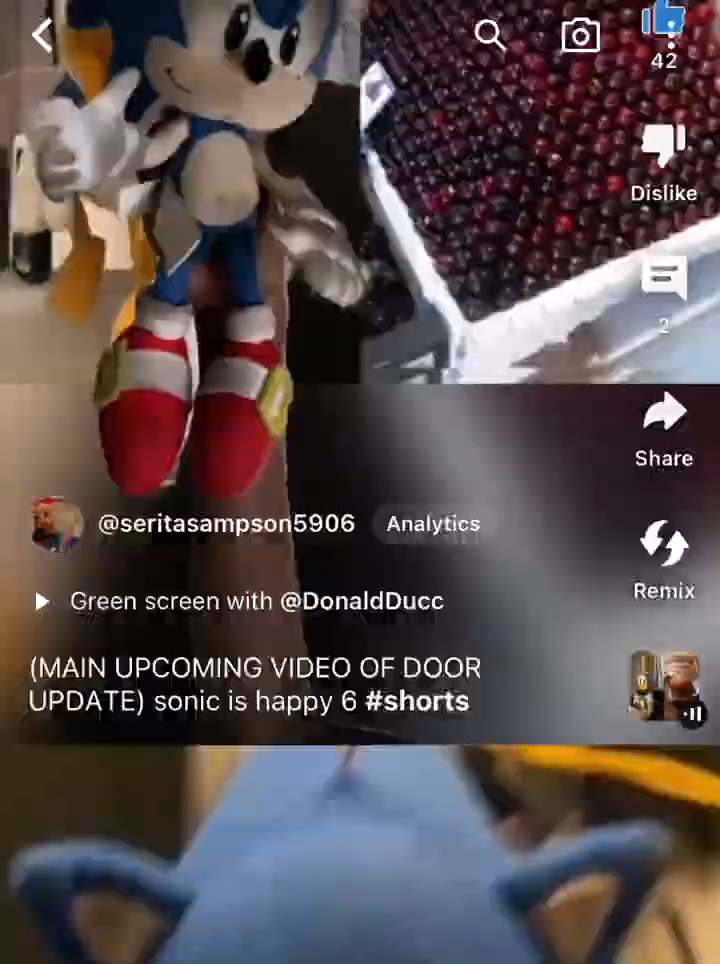 42
Dislike
2
Share
@seritasampson5906 Analytics
Remix
Green screen with @DonaldDucc
(MAIN UPCOMING VIDEO OF DOOR
UPDATE) sonic is happy 6 #shorts